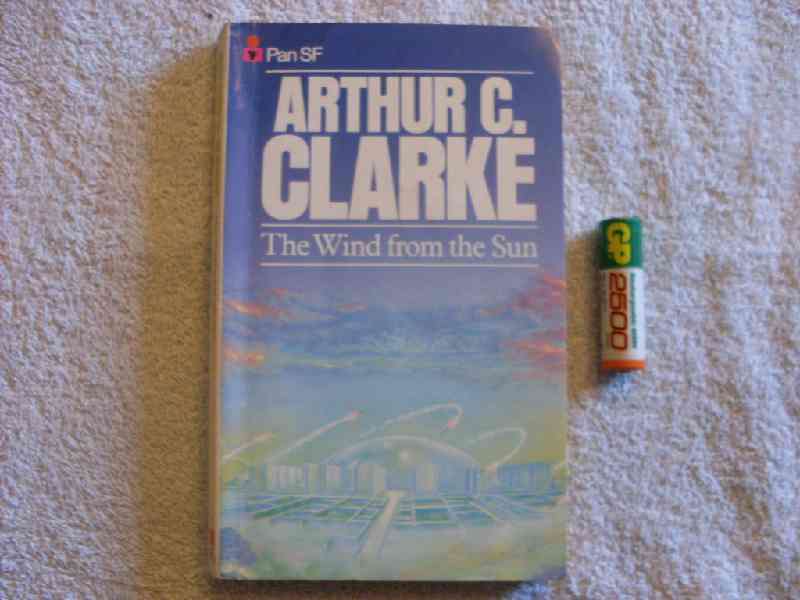 Pan SF
ARTHUR C.
CLARKE
The Wind from the Sun
GP
2500